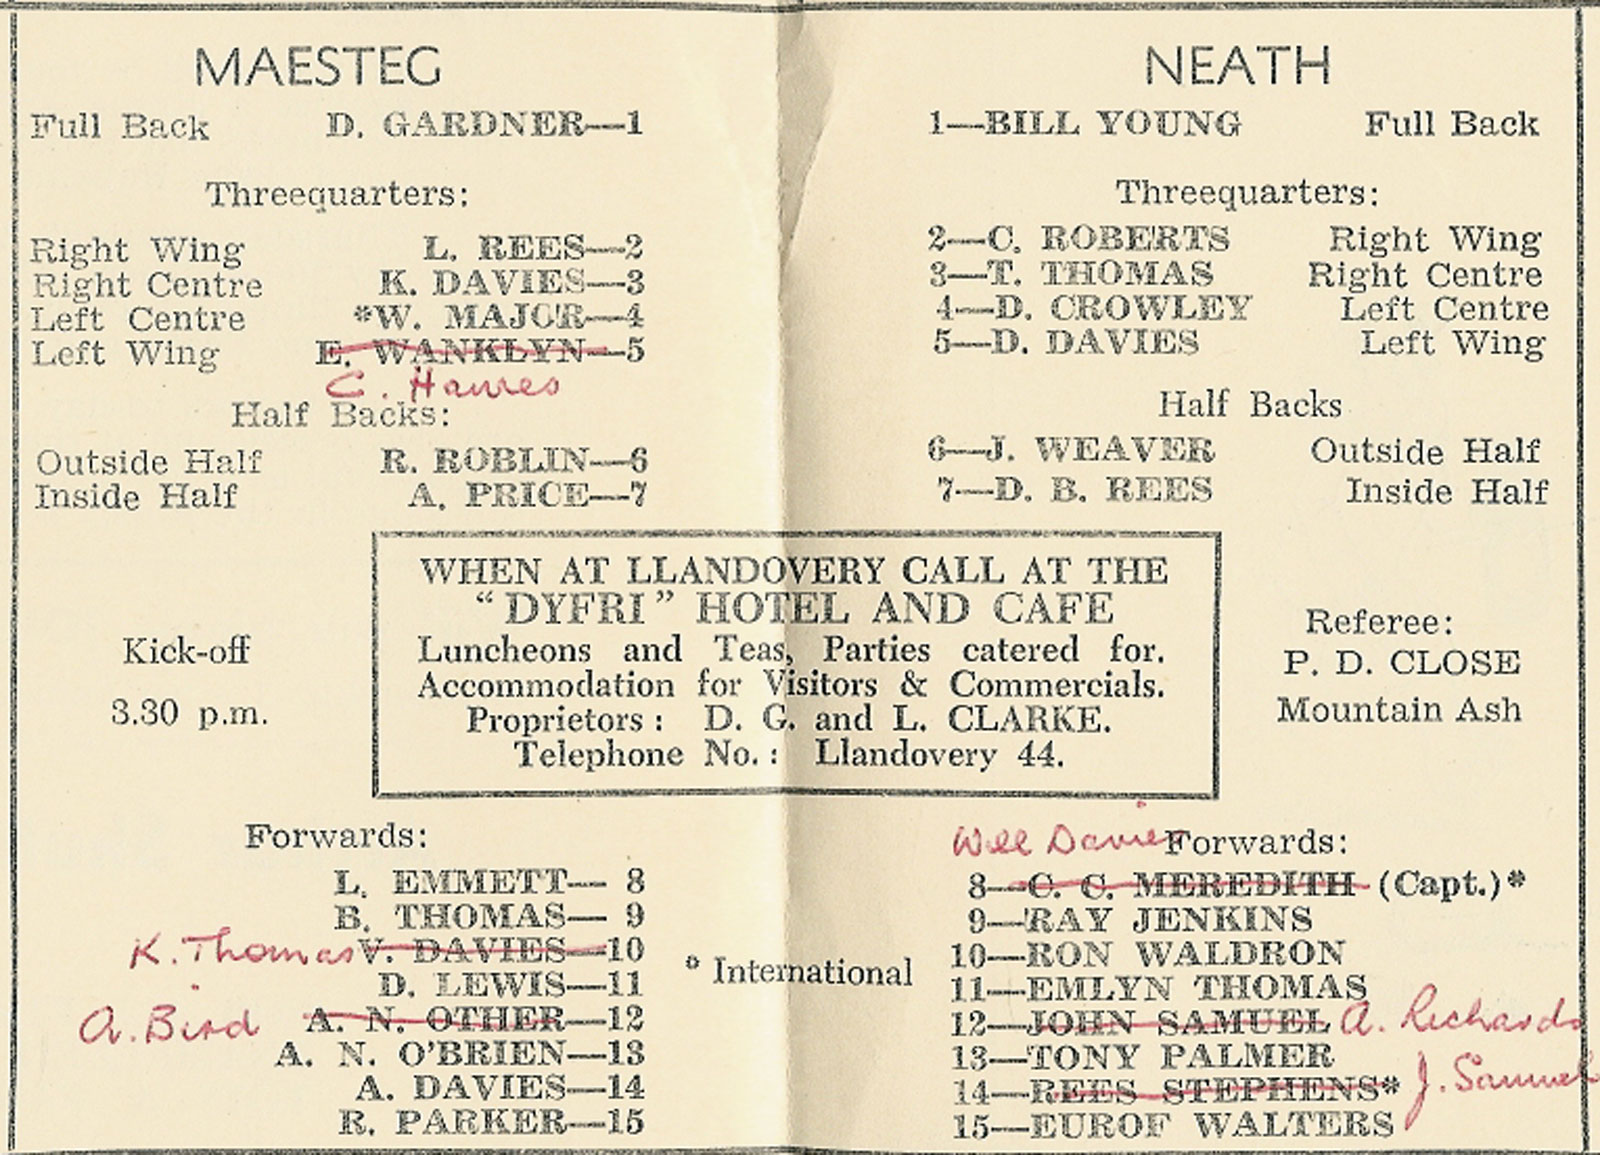 MAESTEG
Full Back D. GARDNER—1
Threequarters:
Right Wing L. REES—2
Right Centre K. DAVIES—3
Left Centre *W. MAJOR—4
Left Wing E. WANKLYN—5
C. Hawres
Half Backs:
Outside Half R. ROBLIN—6
Inside Half A. PRICE—7
NEATH
1—BILL YOUNG Full Back
Threequarters:
2—C. ROBERTS Right Wing
3—T. THOMAS Right Centre
4—D. CROWLEY Left Centre
5—D. DAVIES Left Wing
Half Backs
6—J. WEAVER Outside Half
7—D. B. REES Inside Half
WHEN AT LLANDOVERY CALL AT THE
“DYFRI” HOTEL AND CAFE
Luncheons and Teas, Parties catered for.
Accommodation for Visitors & Commercials.
Proprietors: D. G. and L. CLARKE.
Telephone No.: Llandovery 44.
Kick-off
3.30 p.m.
Referee:
P. D. CLOSE
Mountain Ash
Forwards:
L. EMMETT— 8
B. THOMAS— 9
K. Thomas V. DAVIES—10
D. LEWIS—11
A. Bird A. N. OTHER—12
A. N. O'BRIEN—13
A. DAVIES—14
R. PARKER—15
* International
Will Davies Forwards:
8—C. C. MEREDITH (Capt.)*
9—RAY JENKINS
10—RON WALDRON
11—EMLYN THOMAS
12—JOHN SAMUEL A. Richards
13—TONY PALMER
14—REES STEPHENS* J. Samuel
15—EUROF WALTERS